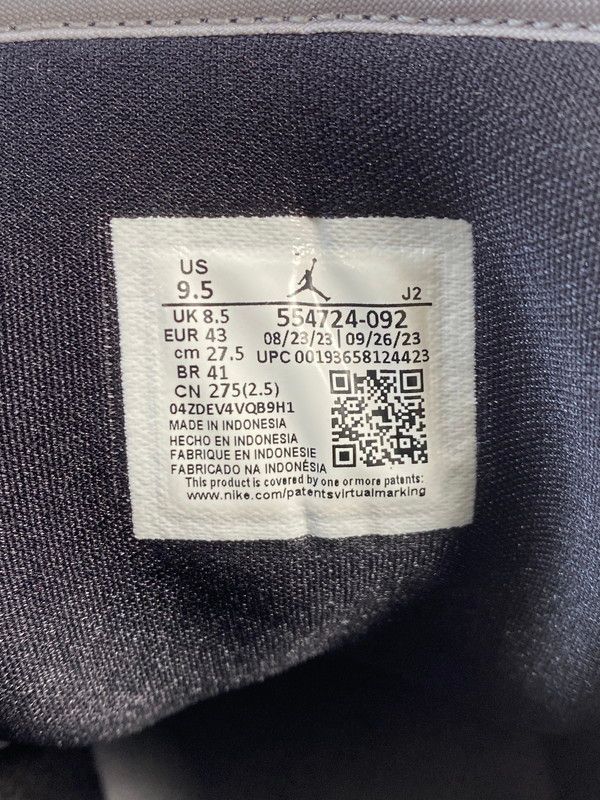 US
9.5
J2
UK 8.5
554724-092
EUR 43
08/23/23 | 09/26/23
cm 27.5
UPC 00193658124423
BR 41
CN 275(2.5)
04ZDEV4VQB9H1
MADE IN INDONESIA
HECHO EN INDONESIA
FABRIQUE EN INDONESIE
FABRICADO NA INDONÉSIA
This product is covered by one or more patents:
www.nike.com/patentsvirtualmarking